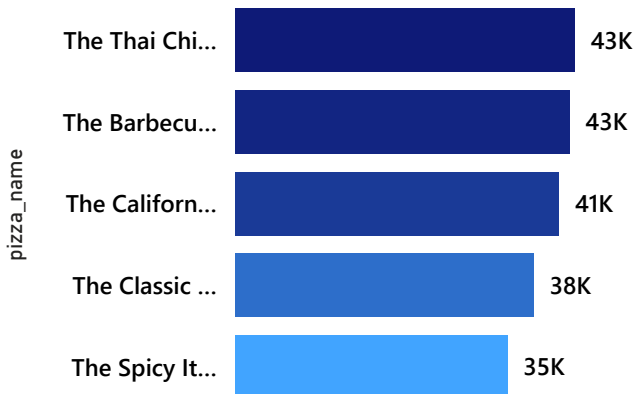 The Thai Chi... 43K
The Barbecu... 43K
pizza_name
The Californ... 41K
The Classic ... 38K
The Spicy It... 35K